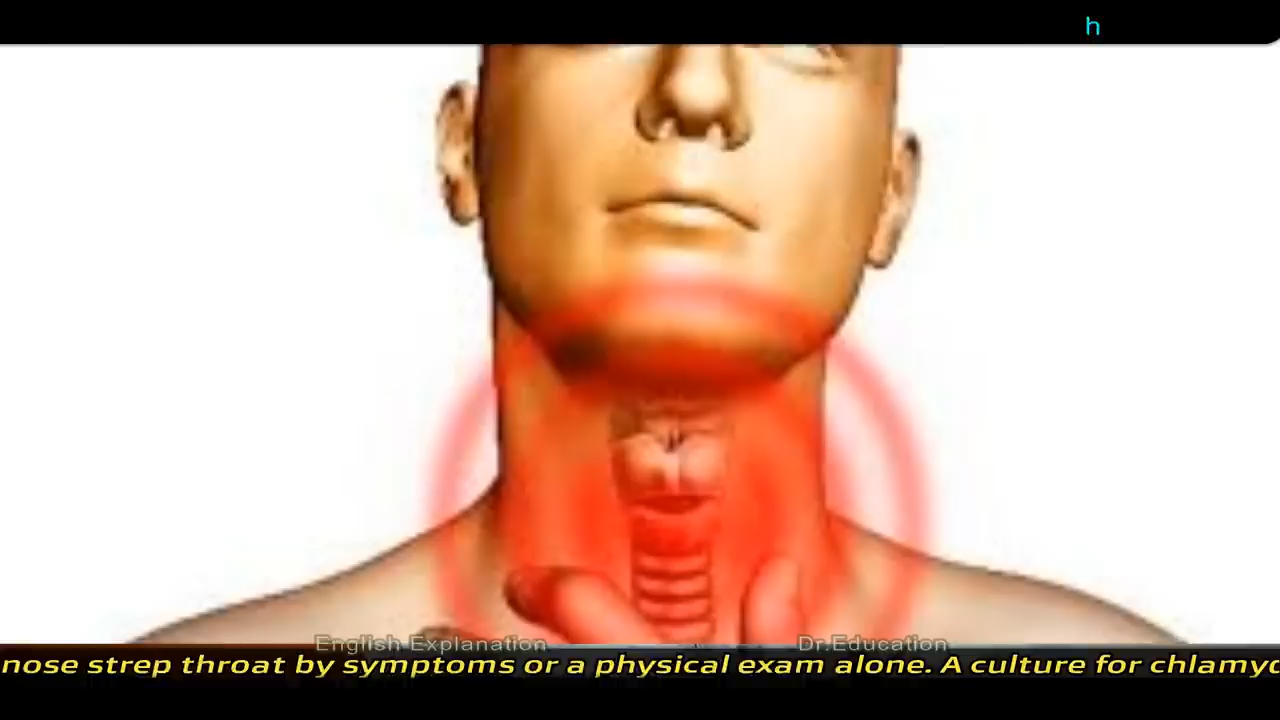 h
English Explanation Dr.Education
nose strep throat by symptoms or a physical exam alone. A culture for chlamyd